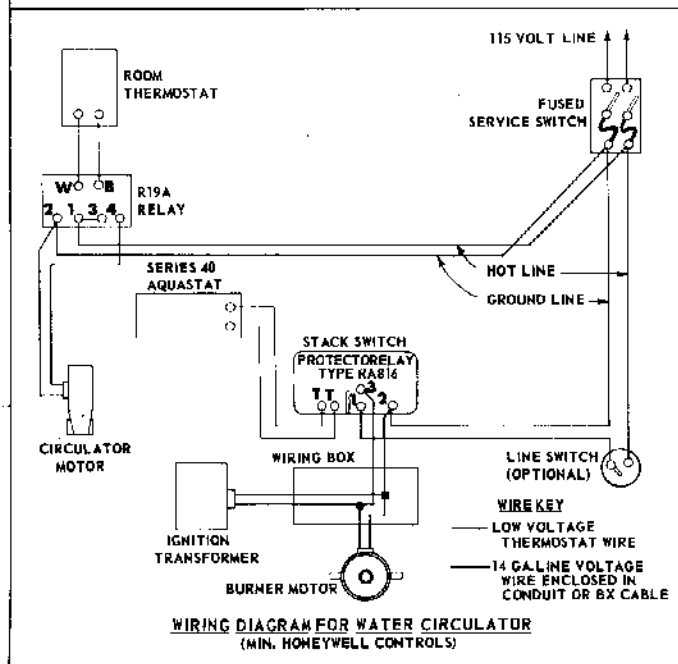 115 VOLT LINE
ROOM
THERMOSTAT
FUSED
SERVICE SWITCH
W B
R19A
RELAY
2 1 3 4
SERIES 40
AQUASTAT
HOT LINE
GROUND LINE
STACK SWITCH
PROTECTORELAY
TYPE RA816
T T 1 3 2
CIRCULATOR
MOTOR
WIRING BOX
LINE SWITCH
(OPTIONAL)
IGNITION
TRANSFORMER
WIRE KEY
LOW VOLTAGE
THERMOSTAT WIRE
14 GA.LINE VOLTAGE
WIRE ENCLOSED IN
CONDUIT OR BX CABLE
BURNER MOTOR
WIRING DIAGRAM FOR WATER CIRCULATOR
(MIN. HONEYWELL CONTROLS)